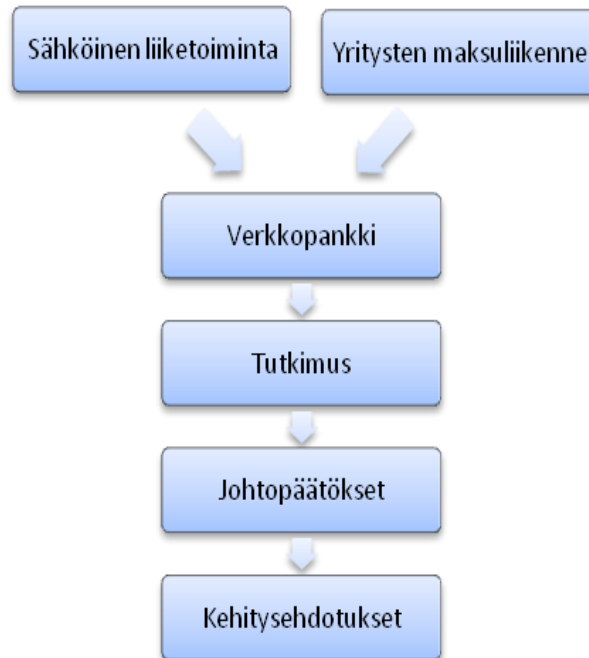 Sähköinen liiketoiminta
Yritysten maksuliikenne
Verkkopankki
Tutkimus
Johtopäätökset
Kehitysehdotukset